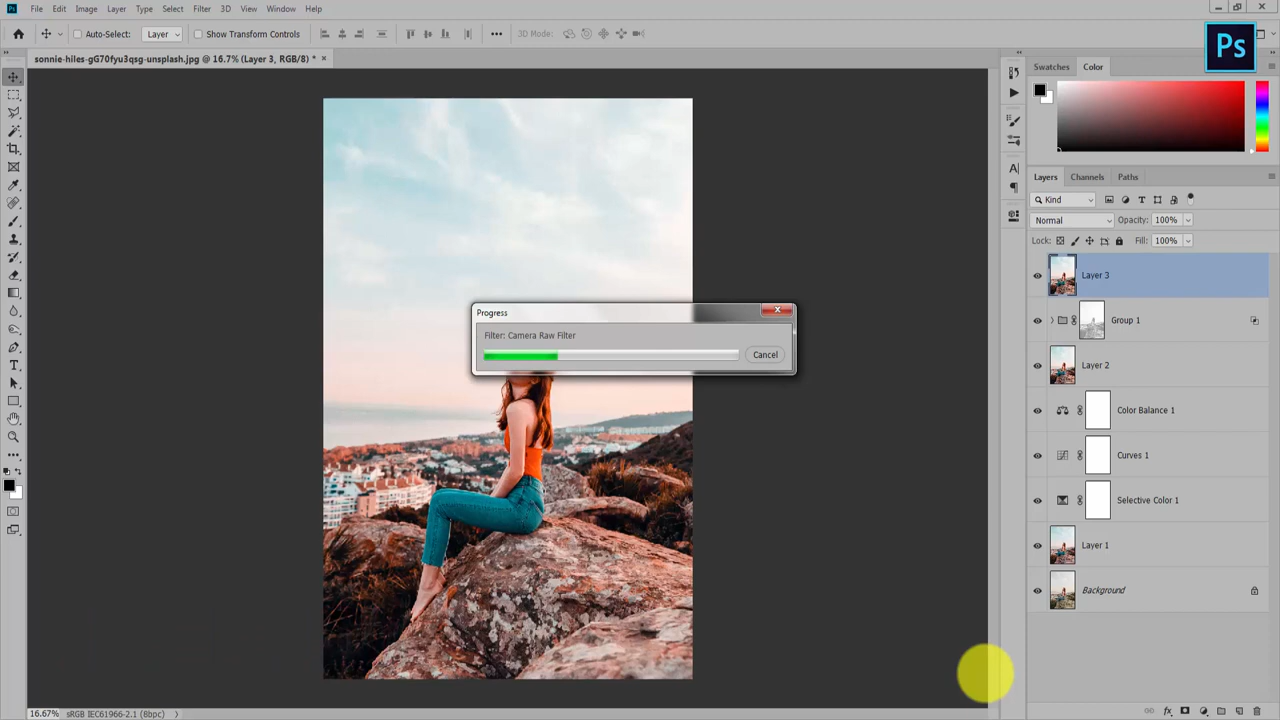 Ps
File Edit Image Layer Type Select Filter 3D View Window Help
Auto-Select: Layer Show Transform Controls 3D Mode:
Ps
sonnie-hiles-gG70fyu3qsg-unsplash.jpg @ 16.7% (Layer 3, RGB/8) *
Swatches Color
Layers Channels Paths
Kind
Normal Opacity: 100%
Lock: Fill: 100%
Layer 3
Progress
Group 1
Filter: Camera Raw Filter
Cancel
Layer 2
Color Balance 1
Curves 1
Selective Color 1
Layer 1
Background
16.67% sRGB IEC61966-2.1 (8bpc)